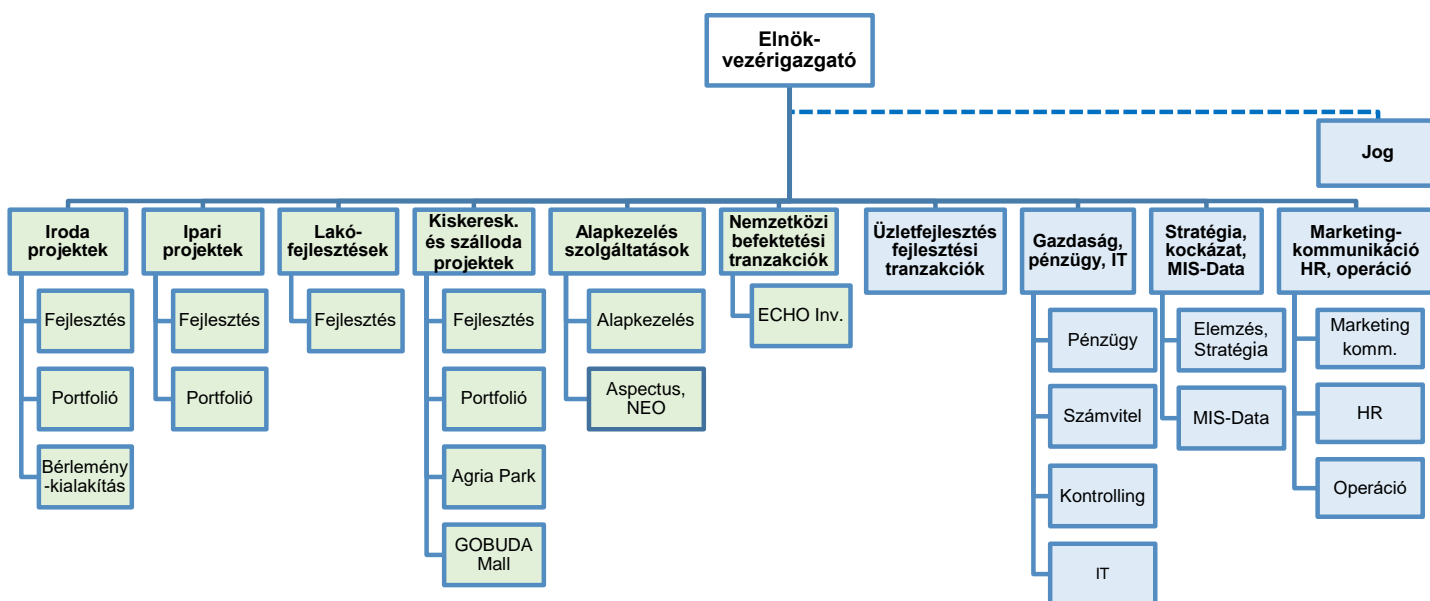 Elnök-
vezérigazgató
Jog
Iroda
projektek
Ipari
projektek
Lakó-
fejlesztések
Kiskeresk.
és szálloda
projektek
Alapkezelés
szolgáltatások
Nemzetközi
befektetési
tranzakciók
Üzletfejlesztés
fejlesztési
tranzakciók
Gazdaság,
pénzügy, IT
Stratégia,
kockázat,
MIS-Data
Marketing-
kommunikáció
HR, operáció
Fejlesztés
Portfolió
Bérlemény
-kialakítás
Fejlesztés
Portfolió
Fejlesztés
Fejlesztés
Portfolió
Agria Park
GOBUDA
Mall
Alapkezelés
Aspectus,
NEO
ECHO Inv.
Pénzügy
Számvitel
Kontrolling
IT
Elemzés,
Stratégia
MIS-Data
Marketing
komm.
HR
Operáció